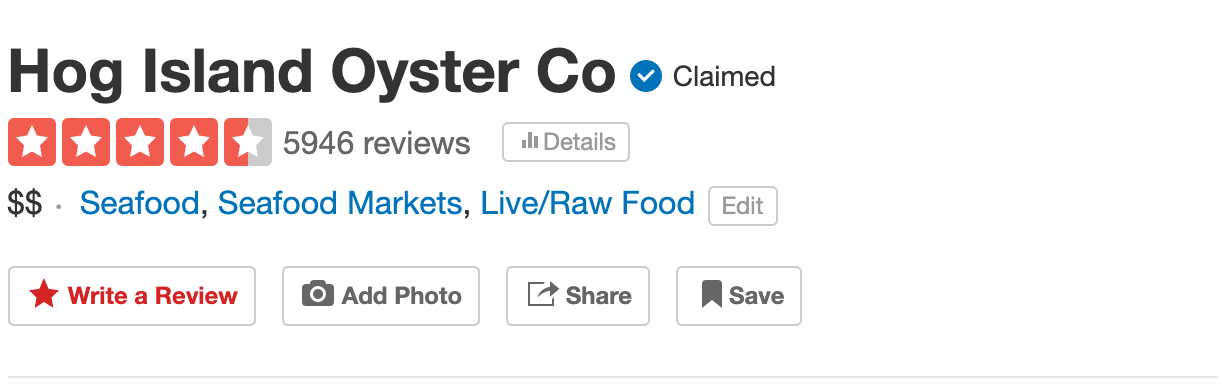 Hog Island Oyster Co Claimed
5946 reviews Details
$$ · Seafood, Seafood Markets, Live/Raw Food Edit
Write a Review Add Photo Share Save